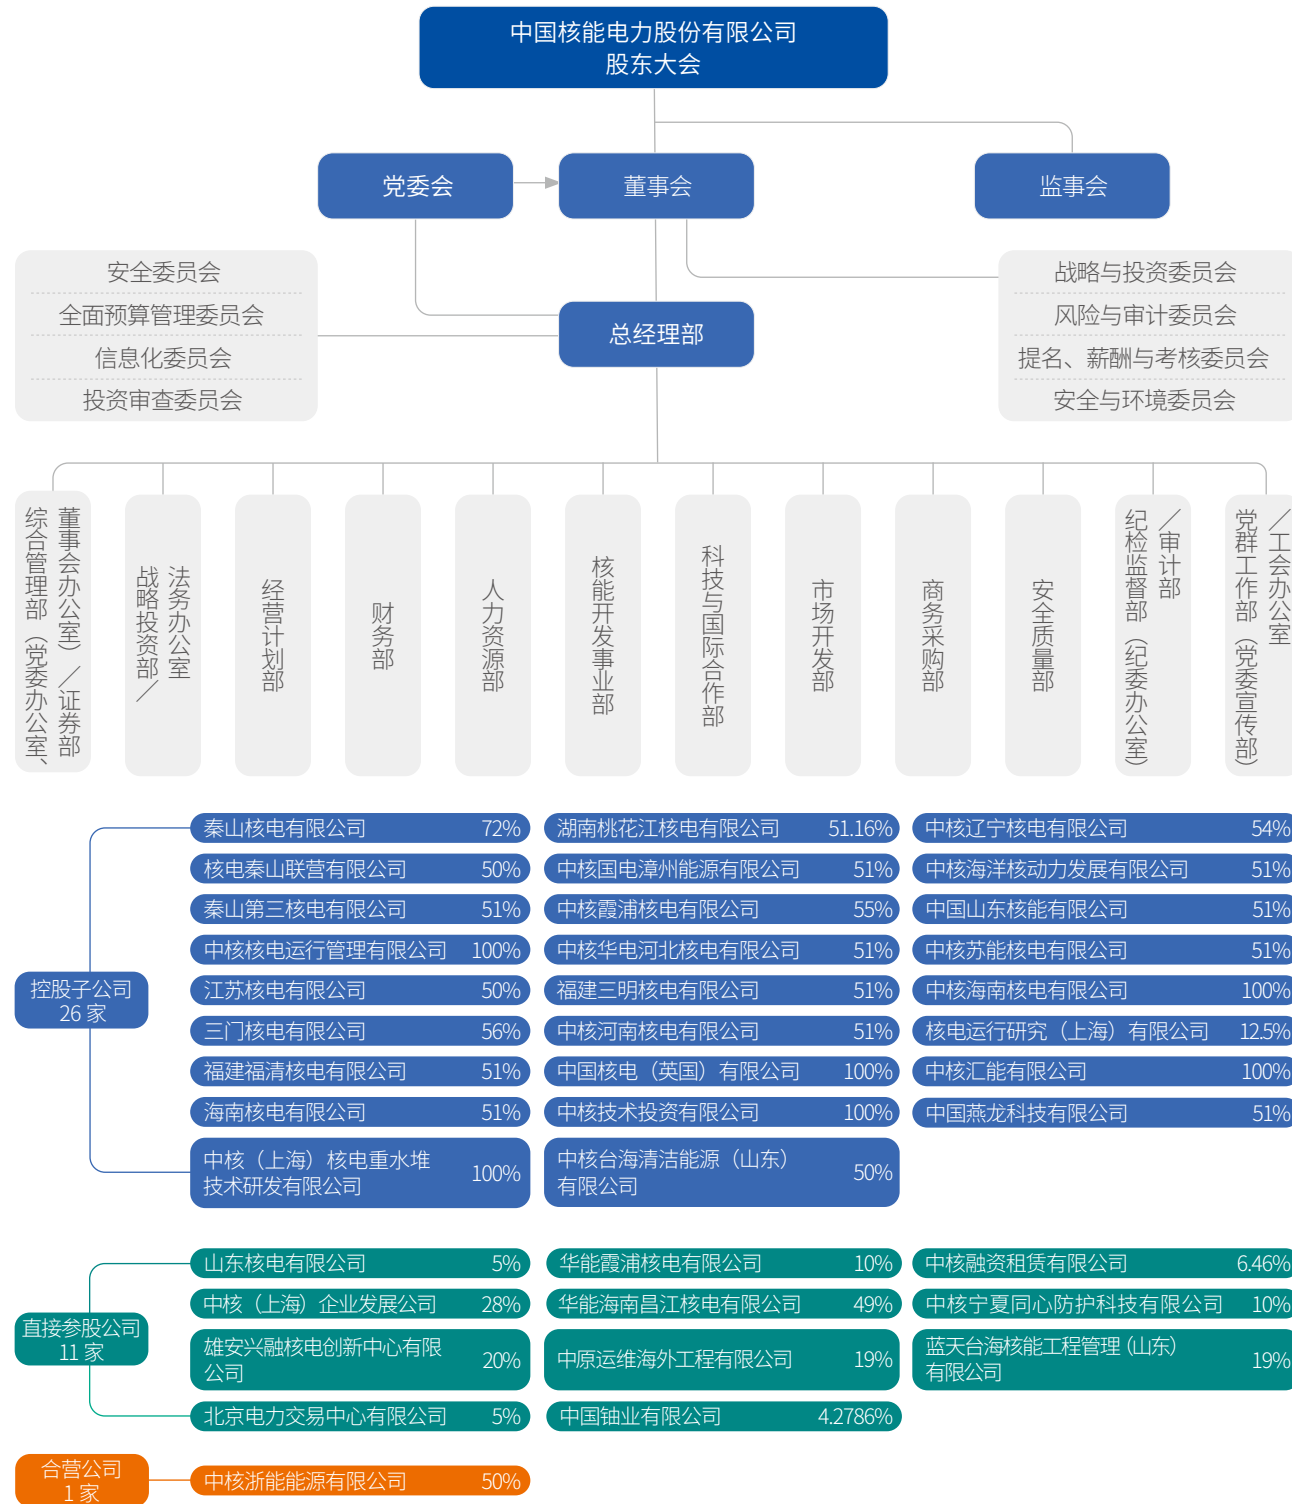 中国核能电力股份有限公司
股东大会
党委会
董事会
监事会
安全委员会
全面预算管理委员会
信息化委员会
投资审查委员会
总经理部
战略与投资委员会
风险与审计委员会
提名、薪酬与考核委员会
安全与环境委员会
综合管理部（党委办公室、
董事会办公室）／证券部
战略投资部／
法务办公室
经营计划部
财务部
人力资源部
核能开发事业部
科技与国际合作部
市场开发部
商务采购部
安全质量部
纪检监督部（纪委办公室）
／审计部
党群工作部（党委宣传部）
／工会办公室
控股子公司
26 家
秦山核电有限公司 72%
核电秦山联营有限公司 50%
秦山第三核电有限公司 51%
中核核电运行管理有限公司 100%
江苏核电有限公司 50%
三门核电有限公司 56%
福建福清核电有限公司 51%
海南核电有限公司 51%
中核（上海）核电重水堆
技术研发有限公司 100%
湖南桃花江核电有限公司 51.16%
中核国电漳州能源有限公司 51%
中核霞浦核电有限公司 55%
中核华电河北核电有限公司 51%
福建三明核电有限公司 51%
中核河南核电有限公司 51%
中国核电（英国）有限公司 100%
中核技术投资有限公司 100%
中核台海清洁能源（山东）
有限公司 50%
中核辽宁核电有限公司 54%
中核海洋核动力发展有限公司 51%
中国山东核能有限公司 51%
中核苏能核电有限公司 51%
中核海南核电有限公司 100%
核电运行研究（上海）有限公司 12.5%
中核汇能有限公司 100%
中国燕龙科技有限公司 51%
直接参股公司
11 家
山东核电有限公司 5%
中核（上海）企业发展公司 28%
雄安兴融核电创新中心有限
公司 20%
北京电力交易中心有限公司 5%
华能霞浦核电有限公司 10%
华能海南昌江核电有限公司 49%
中原运维海外工程有限公司 19%
中国铀业有限公司 4.2786%
中核融资租赁有限公司 6.46%
中核宁夏同心防护科技有限公司 10%
蓝天台海核能工程管理（山东）
有限公司 19%
合营公司
1 家
中核浙能能源有限公司 50%